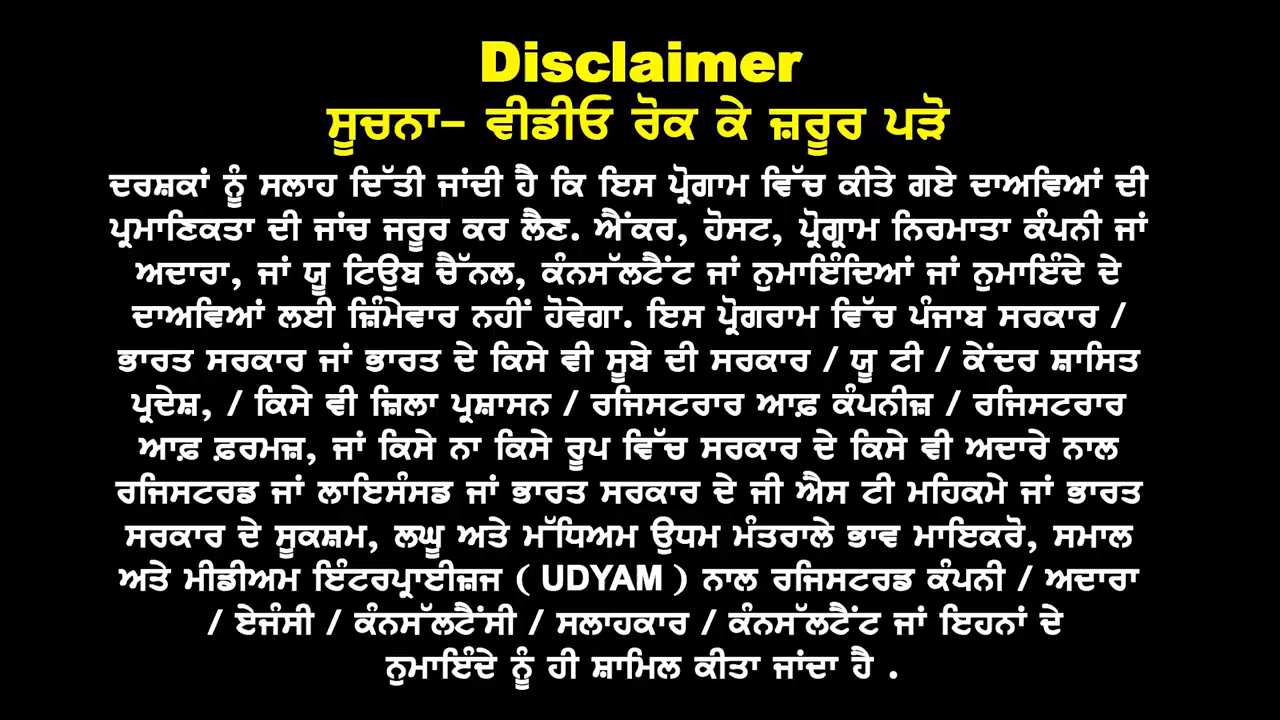 Disclaimer
ਸੂਚਨਾ- ਵੀਡੀਓ ਰੋਕ ਕੇ ਜ਼ਰੂਰ ਪੜੋ
ਦਰਸ਼ਕਾਂ ਨੂੰ ਸਲਾਹ ਦਿੱਤੀ ਜਾਂਦੀ ਹੈ ਕਿ ਇਸ ਪ੍ਰੋਗਾਮ ਵਿੱਚ ਕੀਤੇ ਗਏ ਦਾਅਵਿਆਂ ਦੀ
ਪ੍ਰਮਾਣਿਕਤਾ ਦੀ ਜਾਂਚ ਜਰੂਰ ਕਰ ਲੈਣ. ਐਂਕਰ, ਹੋਸਟ, ਪ੍ਰੋਗ੍ਰਾਮ ਨਿਰਮਾਤਾ ਕੰਪਨੀ ਜਾਂ
ਅਦਾਰਾ, ਜਾਂ ਯੂ ਟਿਉਬ ਚੈੱਨਲ, ਕੰਨਸੱਲਟੈਂਟ ਜਾਂ ਨੁਮਾਇੰਦਿਆਂ ਜਾਂ ਨੁਮਾਇੰਦੇ ਦੇ
ਦਾਅਵਿਆਂ ਲਈ ਜ਼ਿੰਮੇਵਾਰ ਨਹੀਂ ਹੋਵੇਗਾ. ਇਸ ਪ੍ਰੋਗਰਾਮ ਵਿੱਚ ਪੰਜਾਬ ਸਰਕਾਰ /
ਭਾਰਤ ਸਰਕਾਰ ਜਾਂ ਭਾਰਤ ਦੇ ਕਿਸੇ ਵੀ ਸੂਬੇ ਦੀ ਸਰਕਾਰ / ਯੂ ਟੀ / ਕੇਂਦਰ ਸ਼ਾਸਿਤ
ਪ੍ਰਦੇਸ਼, / ਕਿਸੇ ਵੀ ਜ਼ਿਲਾ ਪ੍ਰਸ਼ਾਸਨ / ਰਜਿਸਟਰਾਰ ਆਫ਼ ਕੰਪਨੀਜ਼ / ਰਜਿਸਟਰਾਰ
ਆਫ਼ ਫ਼ਰਮਜ਼, ਜਾਂ ਕਿਸੇ ਨਾ ਕਿਸੇ ਰੂਪ ਵਿੱਚ ਸਰਕਾਰ ਦੇ ਕਿਸੇ ਵੀ ਅਦਾਰੇ ਨਾਲ
ਰਜਿਸਟਰਡ ਜਾਂ ਲਾਇਸੰਸਡ ਜਾਂ ਭਾਰਤ ਸਰਕਾਰ ਦੇ ਜੀ ਐਸ ਟੀ ਮਹਿਕਮੇ ਜਾਂ ਭਾਰਤ
ਸਰਕਾਰ ਦੇ ਸੂਕਸ਼ਮ, ਲਘੂ ਅਤੇ ਮੱਧਿਅਮ ਉਧਮ ਮੰਤਰਾਲੇ ਭਾਵ ਮਾਇਕਰੋ, ਸਮਾਲ
ਅਤੇ ਮੀਡੀਅਮ ਇੰਟਰਪ੍ਰਾਈਜ਼ਜ ( UDYAM ) ਨਾਲ ਰਜਿਸਟਰਡ ਕੰਪਨੀ / ਅਦਾਰਾ
/ ਏਜੰਸੀ / ਕੰਨਸੱਲਟੈਂਸੀ / ਸਲਾਹਕਾਰ / ਕੰਨਸੱਲਟੈਂਟ ਜਾਂ ਇਹਨਾਂ ਦੇ
ਨੁਮਾਇੰਦੇ ਨੂੰ ਹੀ ਸ਼ਾਮਿਲ ਕੀਤਾ ਜਾਂਦਾ ਹੈ .